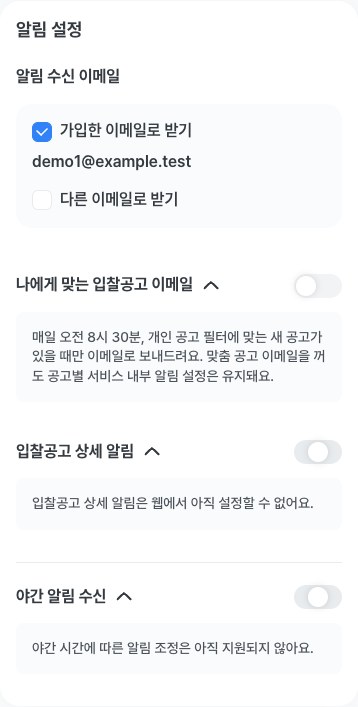 알림 설정
알림 수신 이메일
가입한 이메일로 받기
demo1@example.test
다른 이메일로 받기
나에게 맞는 입찰공고 이메일
매일 오전 8시 30분, 개인 공고 필터에 맞는 새 공고가
있을 때만 이메일로 보내드려요. 맞춤 공고 이메일을 꺼
도 공고별 서비스 내부 알림 설정은 유지돼요.
입찰공고 상세 알림
입찰공고 상세 알림은 웹에서 아직 설정할 수 없어요.
야간 알림 수신
야간 시간에 따른 알림 조정은 아직 지원되지 않아요.